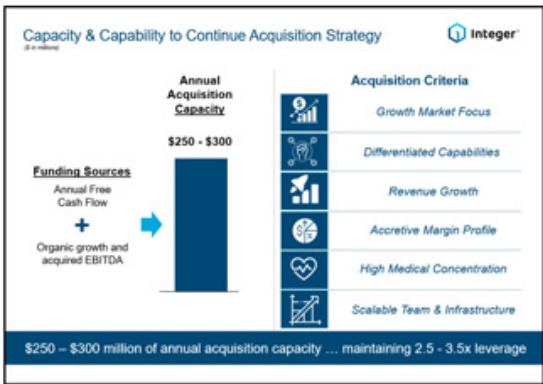 Capacity & Capability to Continue Acquisition Strategy
($ in millions)
Integer
Annual
Acquisition
Capacity
$250 - $300
Funding Sources
Annual Free
Cash Flow
+
Organic growth and
acquired EBITDA
Acquisition Criteria
Growth Market Focus
Differentiated Capabilities
Revenue Growth
Accretive Margin Profile
High Medical Concentration
Scalable Team & Infrastructure
$250 – $300 million of annual acquisition capacity … maintaining 2.5 - 3.5x leverage